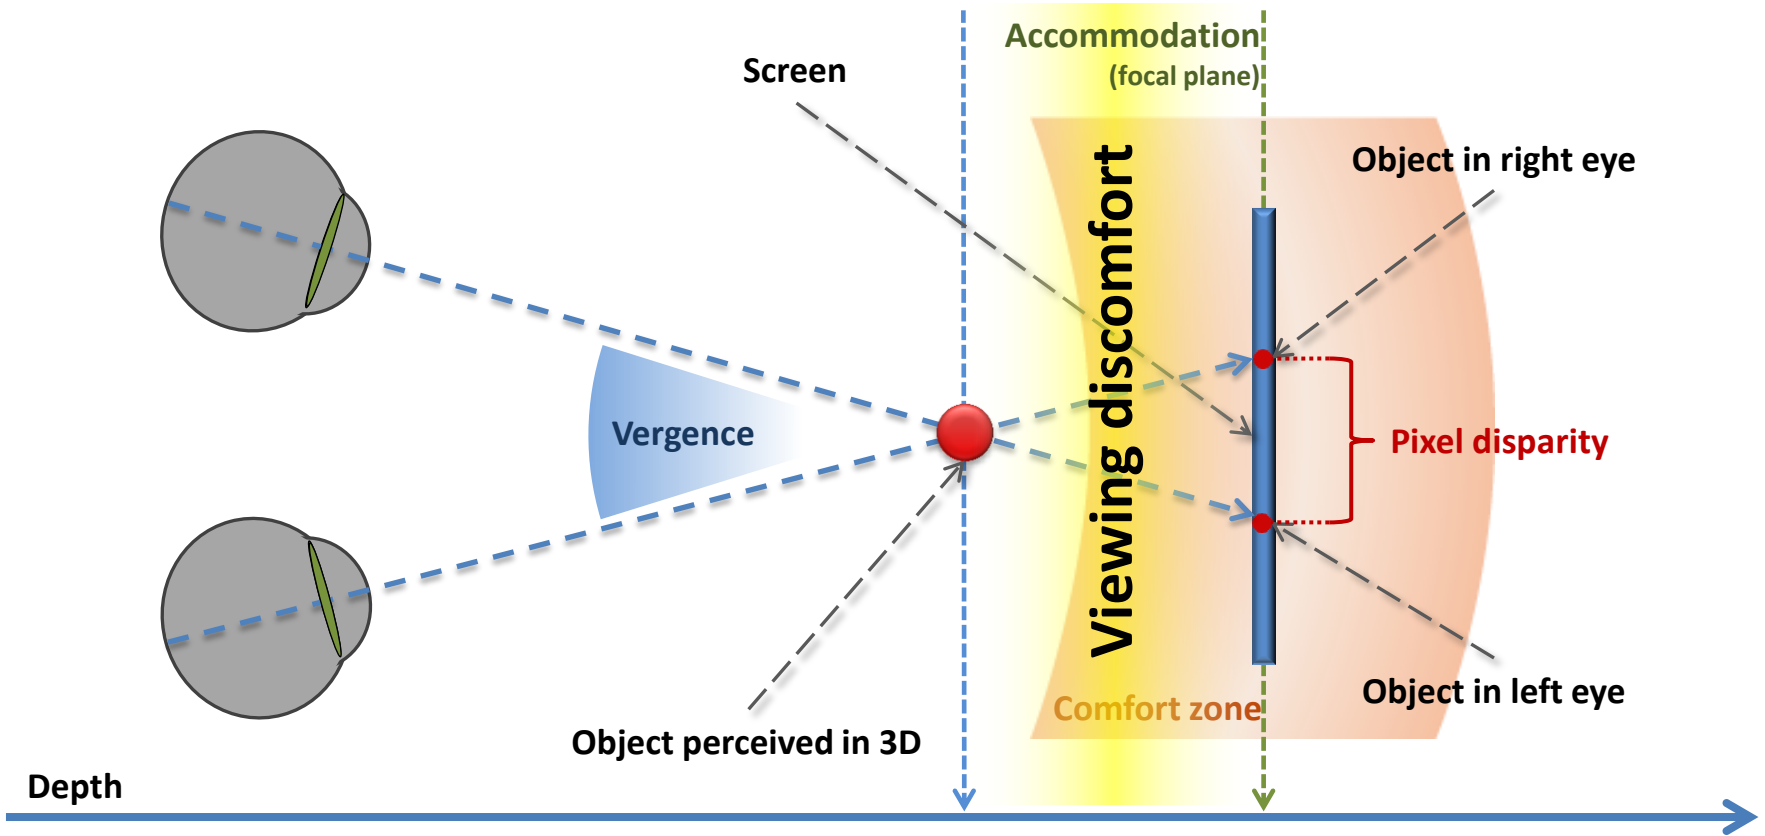 Accommodation
(focal plane)
Screen
Object in right eye
Viewing discomfort
Vergence
Pixel disparity
Object in left eye
Comfort zone
Object perceived in 3D
Depth